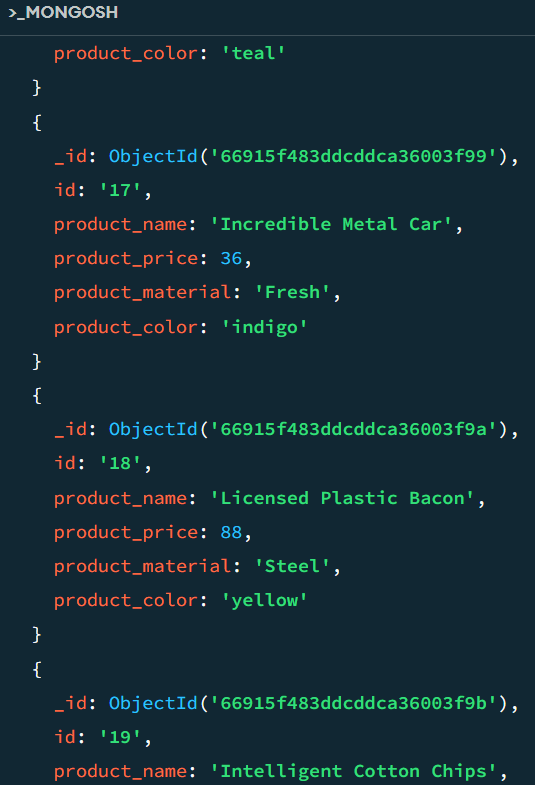 >_MONGOSH
product_color: 'teal'
}
{
_id: ObjectId('66915f483ddcddca36003f99'),
id: '17',
product_name: 'Incredible Metal Car',
product_price: 36,
product_material: 'Fresh',
product_color: 'indigo'
}
{
_id: ObjectId('66915f483ddcddca36003f9a'),
id: '18',
product_name: 'Licensed Plastic Bacon',
product_price: 88,
product_material: 'Steel',
product_color: 'yellow'
}
{
_id: ObjectId('66915f483ddcddca36003f9b'),
id: '19',
product_name: 'Intelligent Cotton Chips',